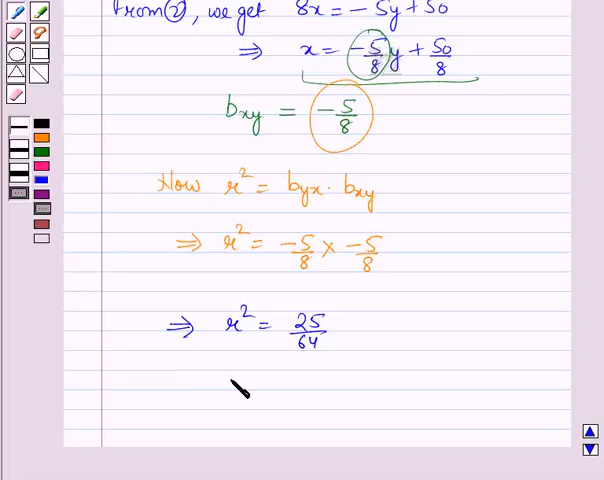 From ②, we get 8x = - 5y + 50
⇒ x = -5/8 y + 50/8
bxy = -5/8
Now r² = byx · bxy
⇒ r² = -5/8 × -5/8
⇒ r² = 25/64